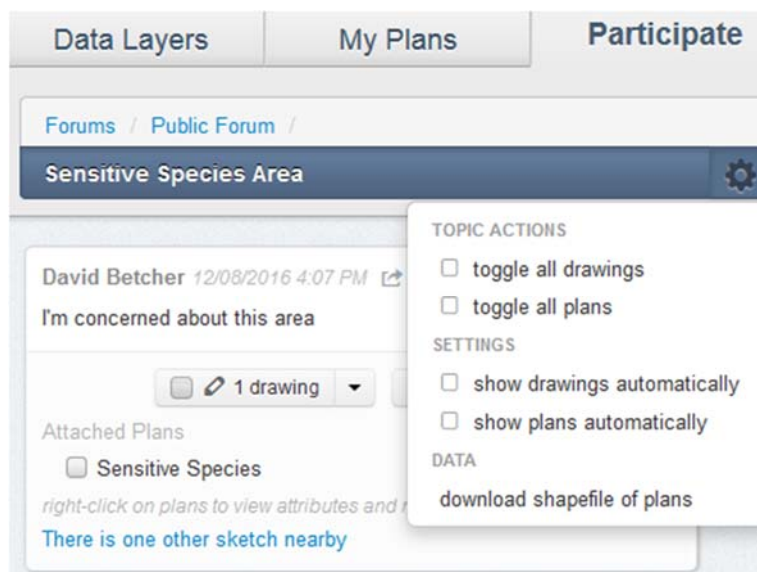 Data Layers My Plans Participate
Forums / Public Forum /
Sensitive Species Area
TOPIC ACTIONS
toggle all drawings
toggle all plans
SETTINGS
show drawings automatically
show plans automatically
DATA
download shapefile of plans
David Betcher 12/08/2016 4:07 PM
I'm concerned about this area
1 drawing
Attached Plans
Sensitive Species
right-click on plans to view attributes and
There is one other sketch nearby